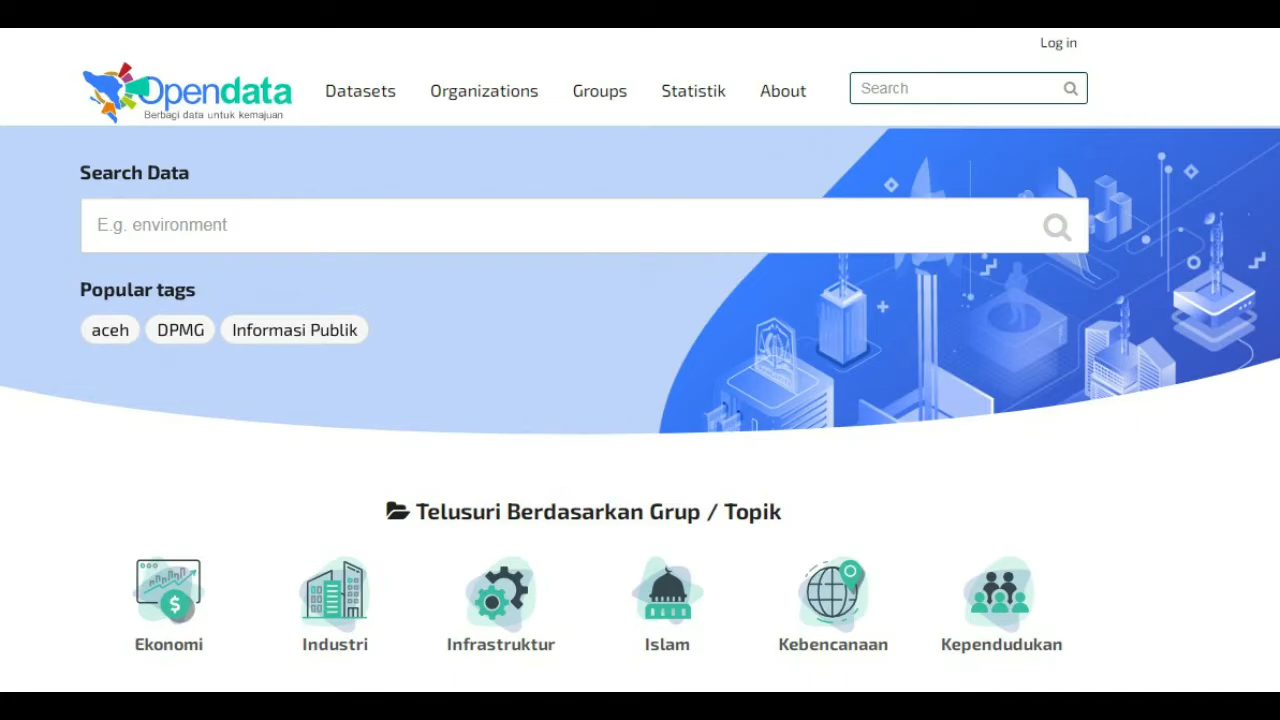 Log in
Opendata
Berbagi data untuk kemajuan
Datasets Organizations Groups Statistik About Search
Search Data
E.g. environment
Popular tags
aceh DPMG Informasi Publik
Telusuri Berdasarkan Grup / Topik
Ekonomi Industri Infrastruktur Islam Kebencanaan Kependudukan